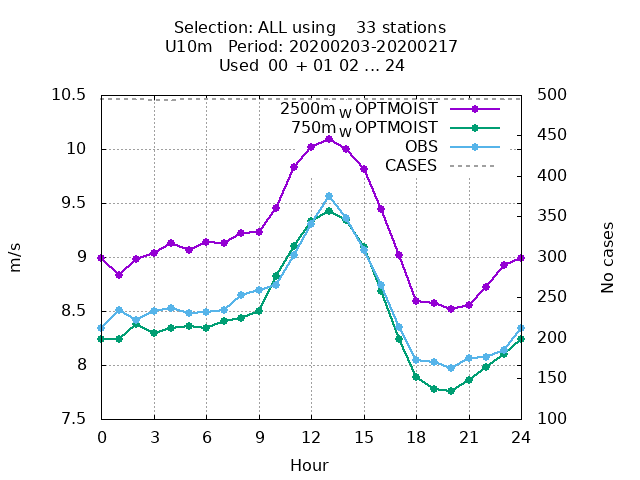 Selection: ALL using 33 stations
U10m Period: 20200203-20200217
Used 00 + 01 02 ... 24
2500m W OPTMOIST
750m W OPTMOIST
OBS
CASES
10.5
10
9.5
9
8.5
8
7.5
m/s
500
450
400
350
300
250
200
150
100
No cases
0 3 6 9 12 15 18 21 24
Hour